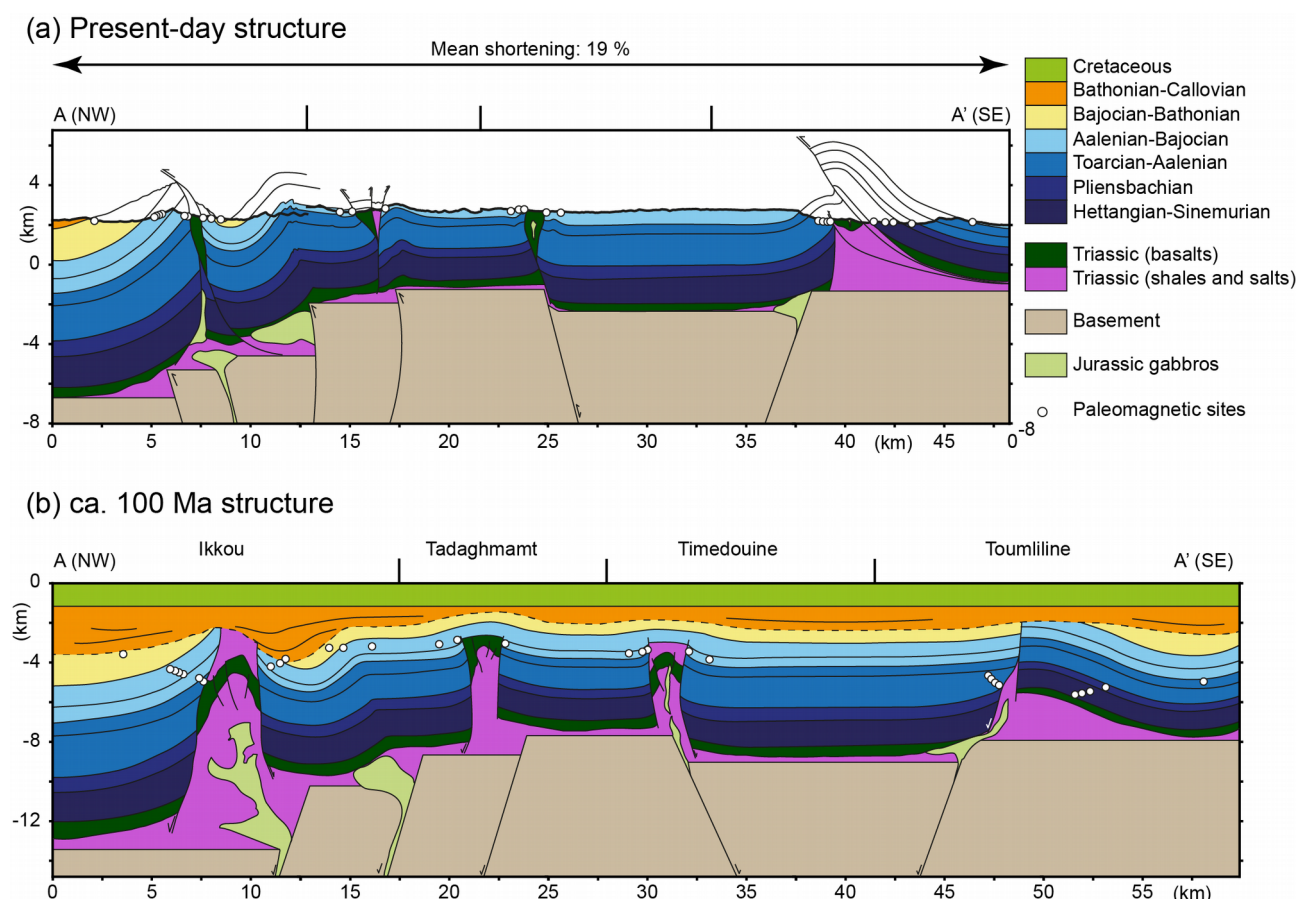 (a) Present-day structure
Mean shortening: 19 %
A (NW)
A' (SE)
4
0
-4
-8
(km)
0
5
10
15
20
25
30
35
40
(km)
45
0
-8
Cretaceous
Bathonian-Callovian
Bajocian-Bathonian
Aalenian-Bajocian
Toarcian-Aalenian
Pliensbachian
Hettangian-Sinemurian
Triassic (basalts)
Triassic (shales and salts)
Basement
Jurassic gabbros
Paleomagnetic sites
(b) ca. 100 Ma structure
A (NW)
Ikkou
Tadaghmamt
Timedouine
Toumliline
A' (SE)
0
(km)
-4
-8
-12
0
5
10
15
20
25
30
35
40
45
50
55
(km)